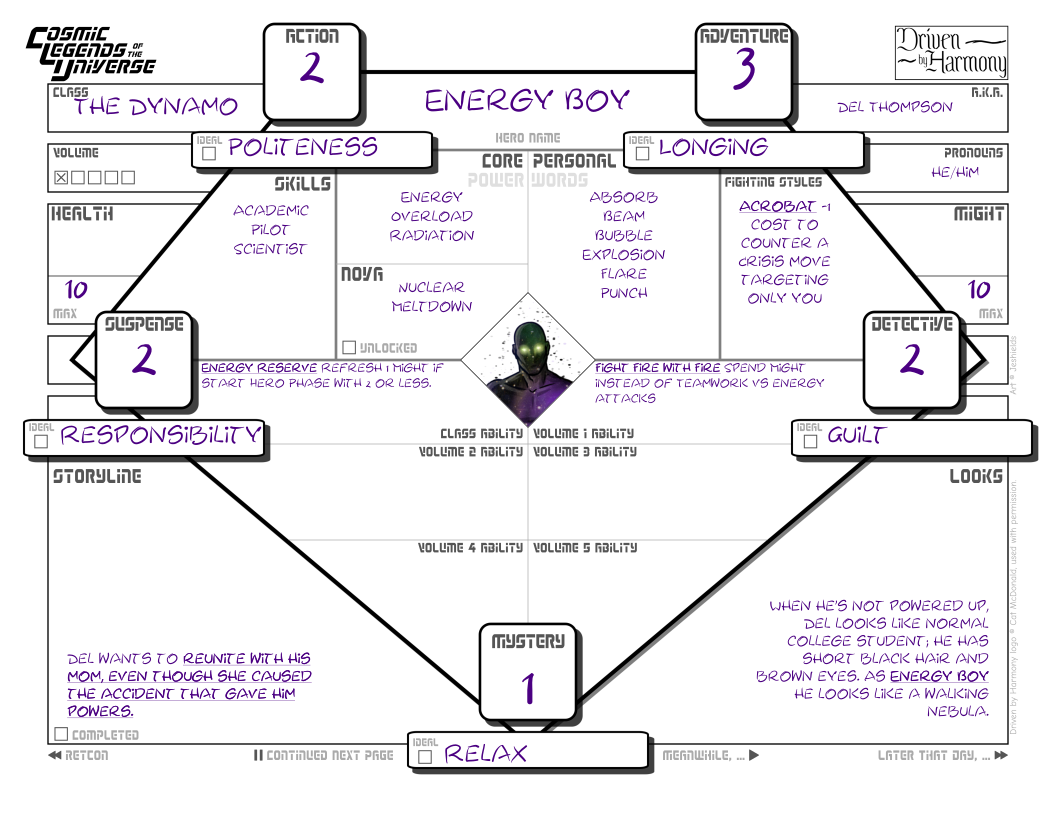 COSMIC
LEGENDS OF THE
UNIVERSE
ACTION
2
ADVENTURE
3
Driven
by Harmony
CLASS
THE DYNAMO
ENERGY BOY
HERO NAME
A.K.A.
DEL THOMPSON
IDEAL
POLITENESS
IDEAL
LONGING
VOLUME
PRONOUNS
HE/HIM
SKILLS
ACADEMIC
PILOT
SCIENTIST
CORE
POWER
ENERGY
OVERLOAD
RADIATION
PERSONAL
WORDS
ABSORB
BEAM
BUBBLE
EXPLOSION
FLARE
PUNCH
FIGHTING STYLES
ACROBAT -1
COST TO
COUNTER A
CRISIS MOVE
TARGETING
ONLY YOU
HEALTH
10
MAX
MIGHT
10
MAX
NOVA
NUCLEAR
MELTDOWN
UNLOCKED
SUSPENSE
2
DETECTIVE
2
ENERGY RESERVE REFRESH 1 MIGHT IF
START HERO PHASE WITH 2 OR LESS.
FIGHT FIRE WITH FIRE SPEND MIGHT
INSTEAD OF TEAMWORK VS ENERGY
ATTACKS
IDEAL
RESPONSIBILITY
IDEAL
GUILT
CLASS ABILITY
VOLUME 1 ABILITY
VOLUME 2 ABILITY
VOLUME 3 ABILITY
VOLUME 4 ABILITY
VOLUME 5 ABILITY
STORYLINE
DEL WANTS TO REUNITE WITH HIS
MOM, EVEN THOUGH SHE CAUSED
THE ACCIDENT THAT GAVE HIM
POWERS.
COMPLETED
LOOKS
WHEN HE'S NOT POWERED UP,
DEL LOOKS LIKE NORMAL
COLLEGE STUDENT; HE HAS
SHORT BLACK HAIR AND
BROWN EYES. AS ENERGY BOY
HE LOOKS LIKE A WALKING
NEBULA.
MYSTERY
1
IDEAL
RELAX
RETCON
CONTINUED NEXT PAGE
MEANWHILE, ...
LATER THAT DAY, ...
Art © Jeshields
Driven by Harmony logo © Cat McDonald, used with permission